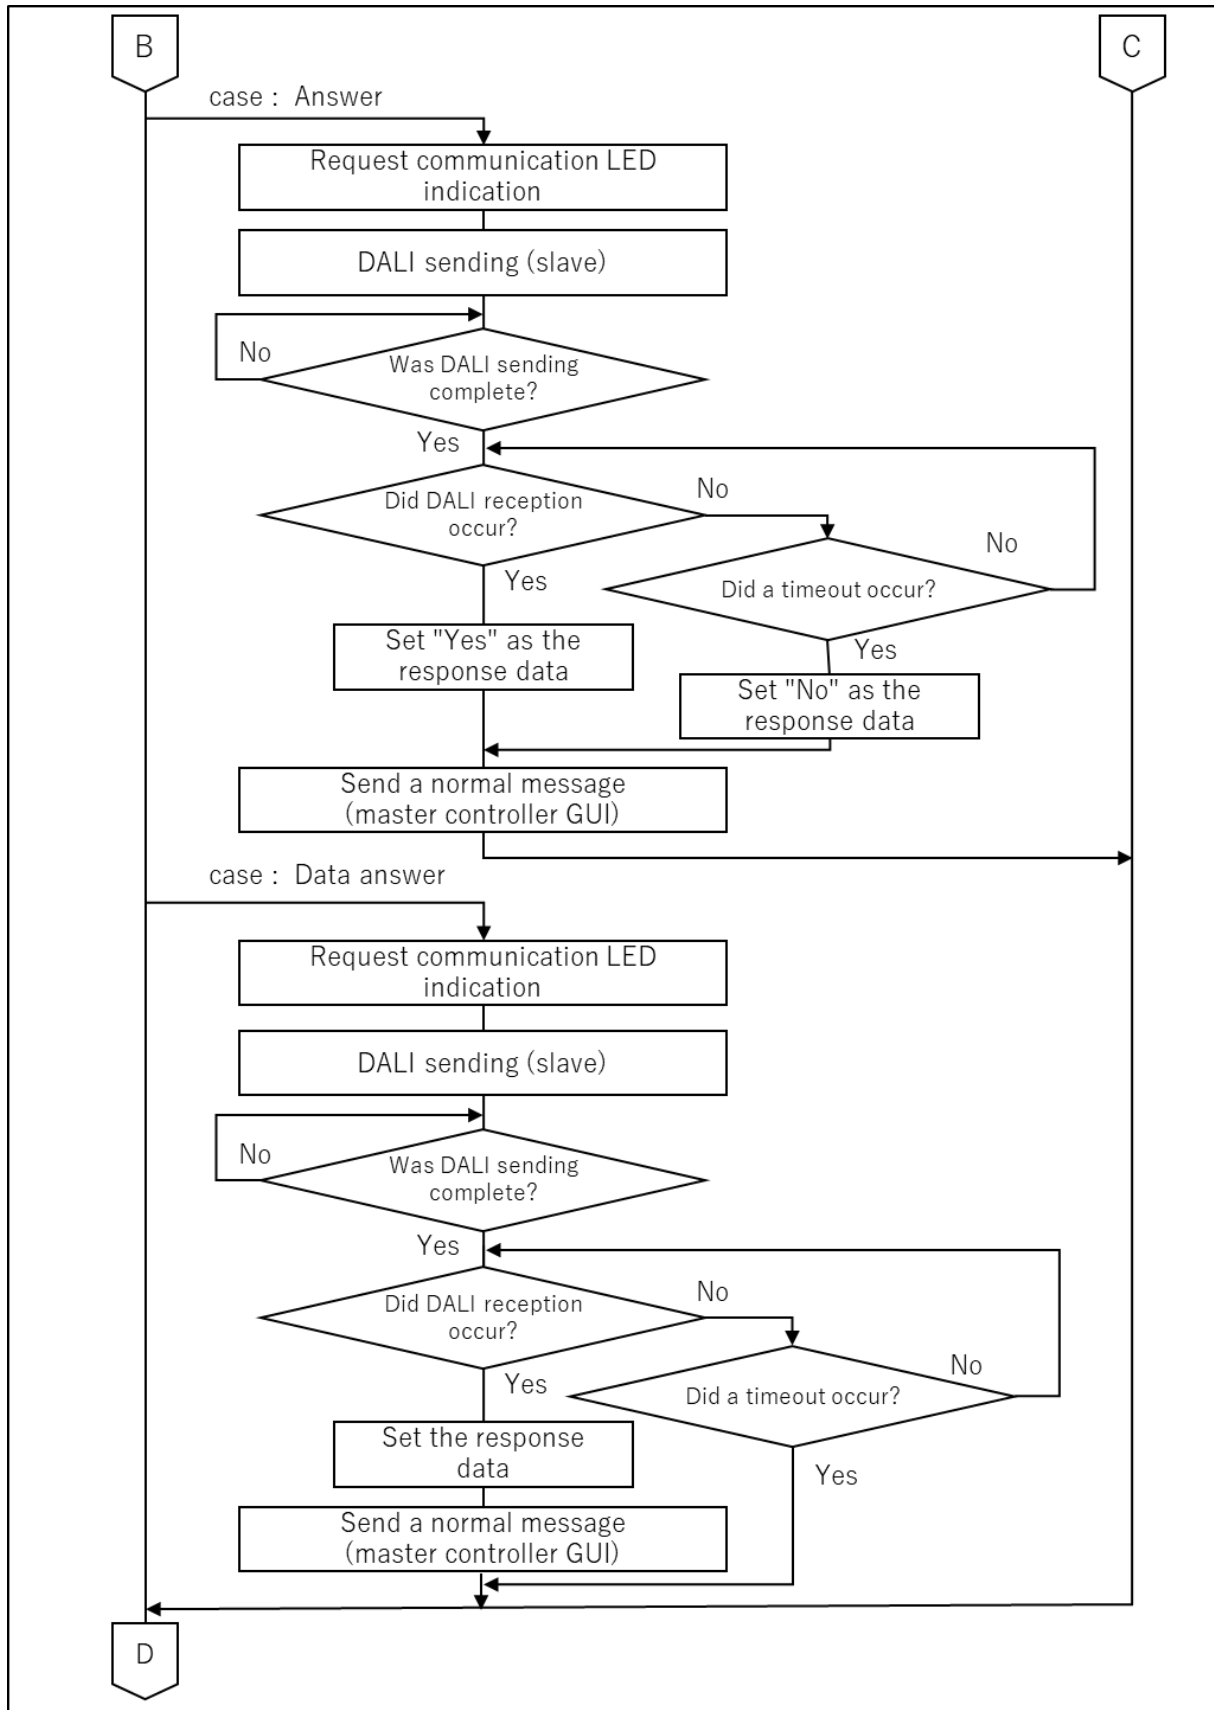 B
C
case : Answer
Request communication LED
indication
DALI sending (slave)
No
Was DALI sending
complete?
Yes
Did DALI reception
occur?
No
No
Did a timeout occur?
Yes
Yes
Set "Yes" as the
response data
Set "No" as the
response data
Send a normal message
(master controller GUI)
case : Data answer
Request communication LED
indication
DALI sending (slave)
No
Was DALI sending
complete?
Yes
Did DALI reception
occur?
No
No
Did a timeout occur?
Yes
Set the response
data
Yes
Send a normal message
(master controller GUI)
D